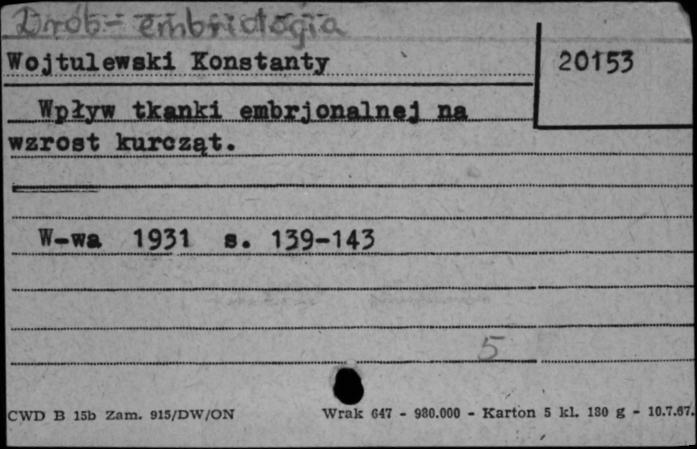 Drób - embriologia
Wojtulewski Konstanty
20153
Wpływ tkanki embrjonalnej na
wzrost kurcząt.
W-wa 1931 s. 139-143
5
CWD B 15b Zam. 915/DW/ON Wrak 647 - 980.000 - Karton 5 kl. 180 g - 10.7.67.